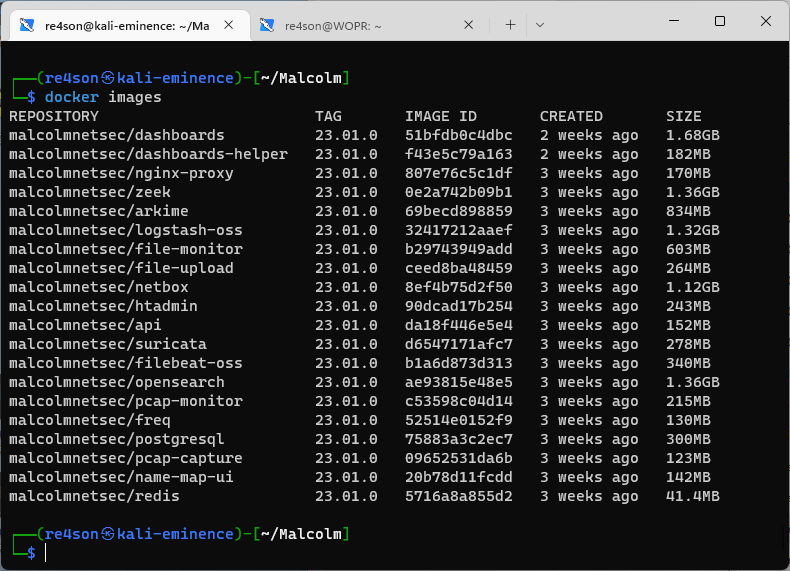 re4son@kali-eminence: ~/Ma
re4son@WOPR: ~
(re4son㉿kali-eminence)-[~/Malcolm]
$ docker images
REPOSITORY TAG IMAGE ID CREATED SIZE
malcolmnetsec/dashboards 23.01.0 51bfdb0c4dbc 2 weeks ago 1.68GB
malcolmnetsec/dashboards-helper 23.01.0 f43e5c79a163 2 weeks ago 182MB
malcolmnetsec/nginx-proxy 23.01.0 807e76c5c1df 3 weeks ago 170MB
malcolmnetsec/zeek 23.01.0 0e2a742b09b1 3 weeks ago 1.36GB
malcolmnetsec/arkime 23.01.0 69becd898859 3 weeks ago 834MB
malcolmnetsec/logstash-oss 23.01.0 32417212aaef 3 weeks ago 1.32GB
malcolmnetsec/file-monitor 23.01.0 b29743949add 3 weeks ago 603MB
malcolmnetsec/file-upload 23.01.0 ceed8ba48459 3 weeks ago 264MB
malcolmnetsec/netbox 23.01.0 8ef4b75d2f50 3 weeks ago 1.12GB
malcolmnetsec/htadmin 23.01.0 90dcad17b254 3 weeks ago 243MB
malcolmnetsec/api 23.01.0 da18f446e5e4 3 weeks ago 152MB
malcolmnetsec/suricata 23.01.0 d6547171afc7 3 weeks ago 278MB
malcolmnetsec/filebeat-oss 23.01.0 b1a6d873d313 3 weeks ago 340MB
malcolmnetsec/opensearch 23.01.0 ae93815e48e5 3 weeks ago 1.36GB
malcolmnetsec/pcap-monitor 23.01.0 c53598c04d14 3 weeks ago 215MB
malcolmnetsec/freq 23.01.0 52514e0152f9 3 weeks ago 130MB
malcolmnetsec/postgresql 23.01.0 75883a3c2ec7 3 weeks ago 300MB
malcolmnetsec/pcap-capture 23.01.0 09652531da6b 3 weeks ago 123MB
malcolmnetsec/name-map-ui 23.01.0 20b78d11fcdd 3 weeks ago 142MB
malcolmnetsec/redis 23.01.0 5716a8a855d2 3 weeks ago 41.4MB
(re4son㉿kali-eminence)-[~/Malcolm]
$